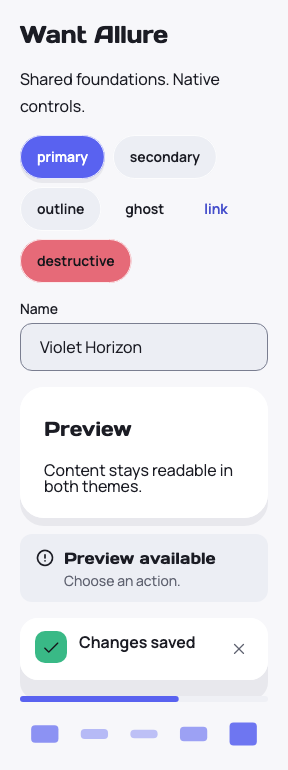 Want Allure
Shared foundations. Native
controls.
primary
secondary
outline
ghost
link
destructive
Name
Violet Horizon
Preview
Content stays readable in
both themes.
Preview available
Choose an action.
Changes saved